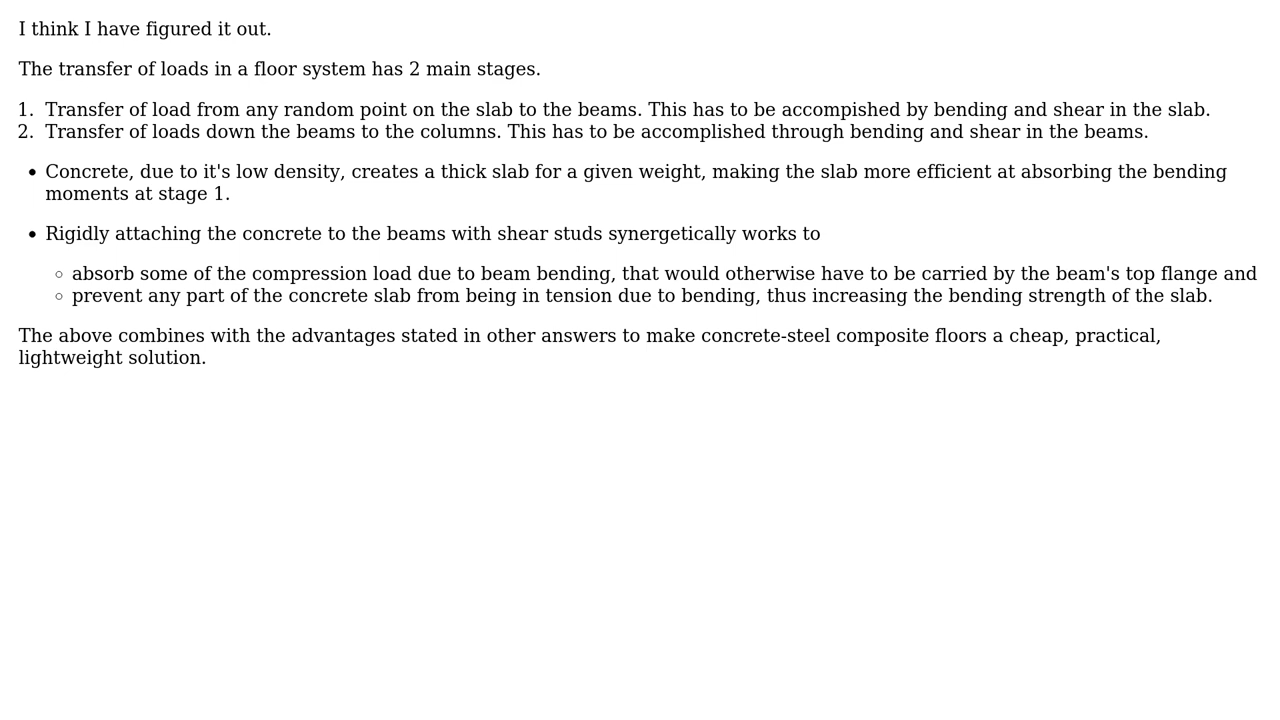 I think I have figured it out.
The transfer of loads in a floor system has 2 main stages.
1. Transfer of load from any random point on the slab to the beams. This has to be accompished by bending and shear in the slab.
2. Transfer of loads down the beams to the columns. This has to be accomplished through bending and shear in the beams.
• Concrete, due to it's low density, creates a thick slab for a given weight, making the slab more efficient at absorbing the bending
moments at stage 1.
• Rigidly attaching the concrete to the beams with shear studs synergetically works to
◦ absorb some of the compression load due to beam bending, that would otherwise have to be carried by the beam's top flange and
◦ prevent any part of the concrete slab from being in tension due to bending, thus increasing the bending strength of the slab.
The above combines with the advantages stated in other answers to make concrete-steel composite floors a cheap, practical,
lightweight solution.